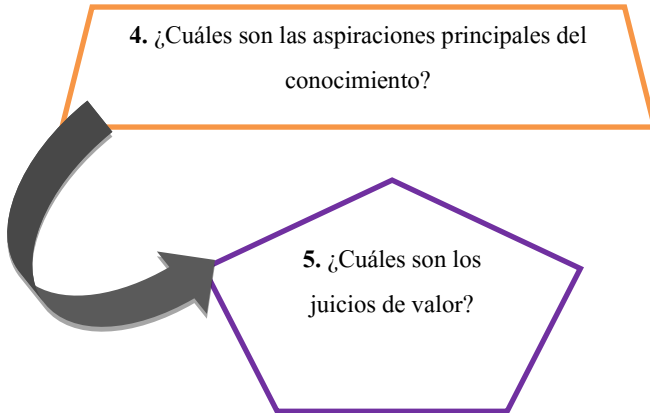 4. ¿Cuáles son las aspiraciones principales del
conocimiento?
5. ¿Cuáles son los
juicios de valor?